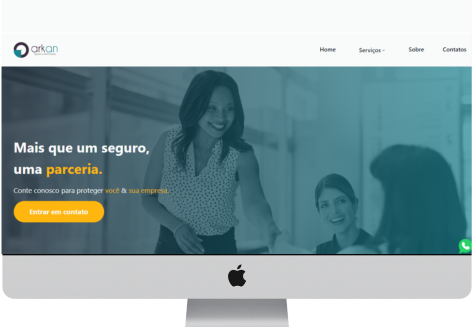 arkan
Home
Serviços
Sobre
Contatos
Mais que um seguro,
uma parceria.
Conte conosco para proteger você & sua empresa.
Entrar em contato